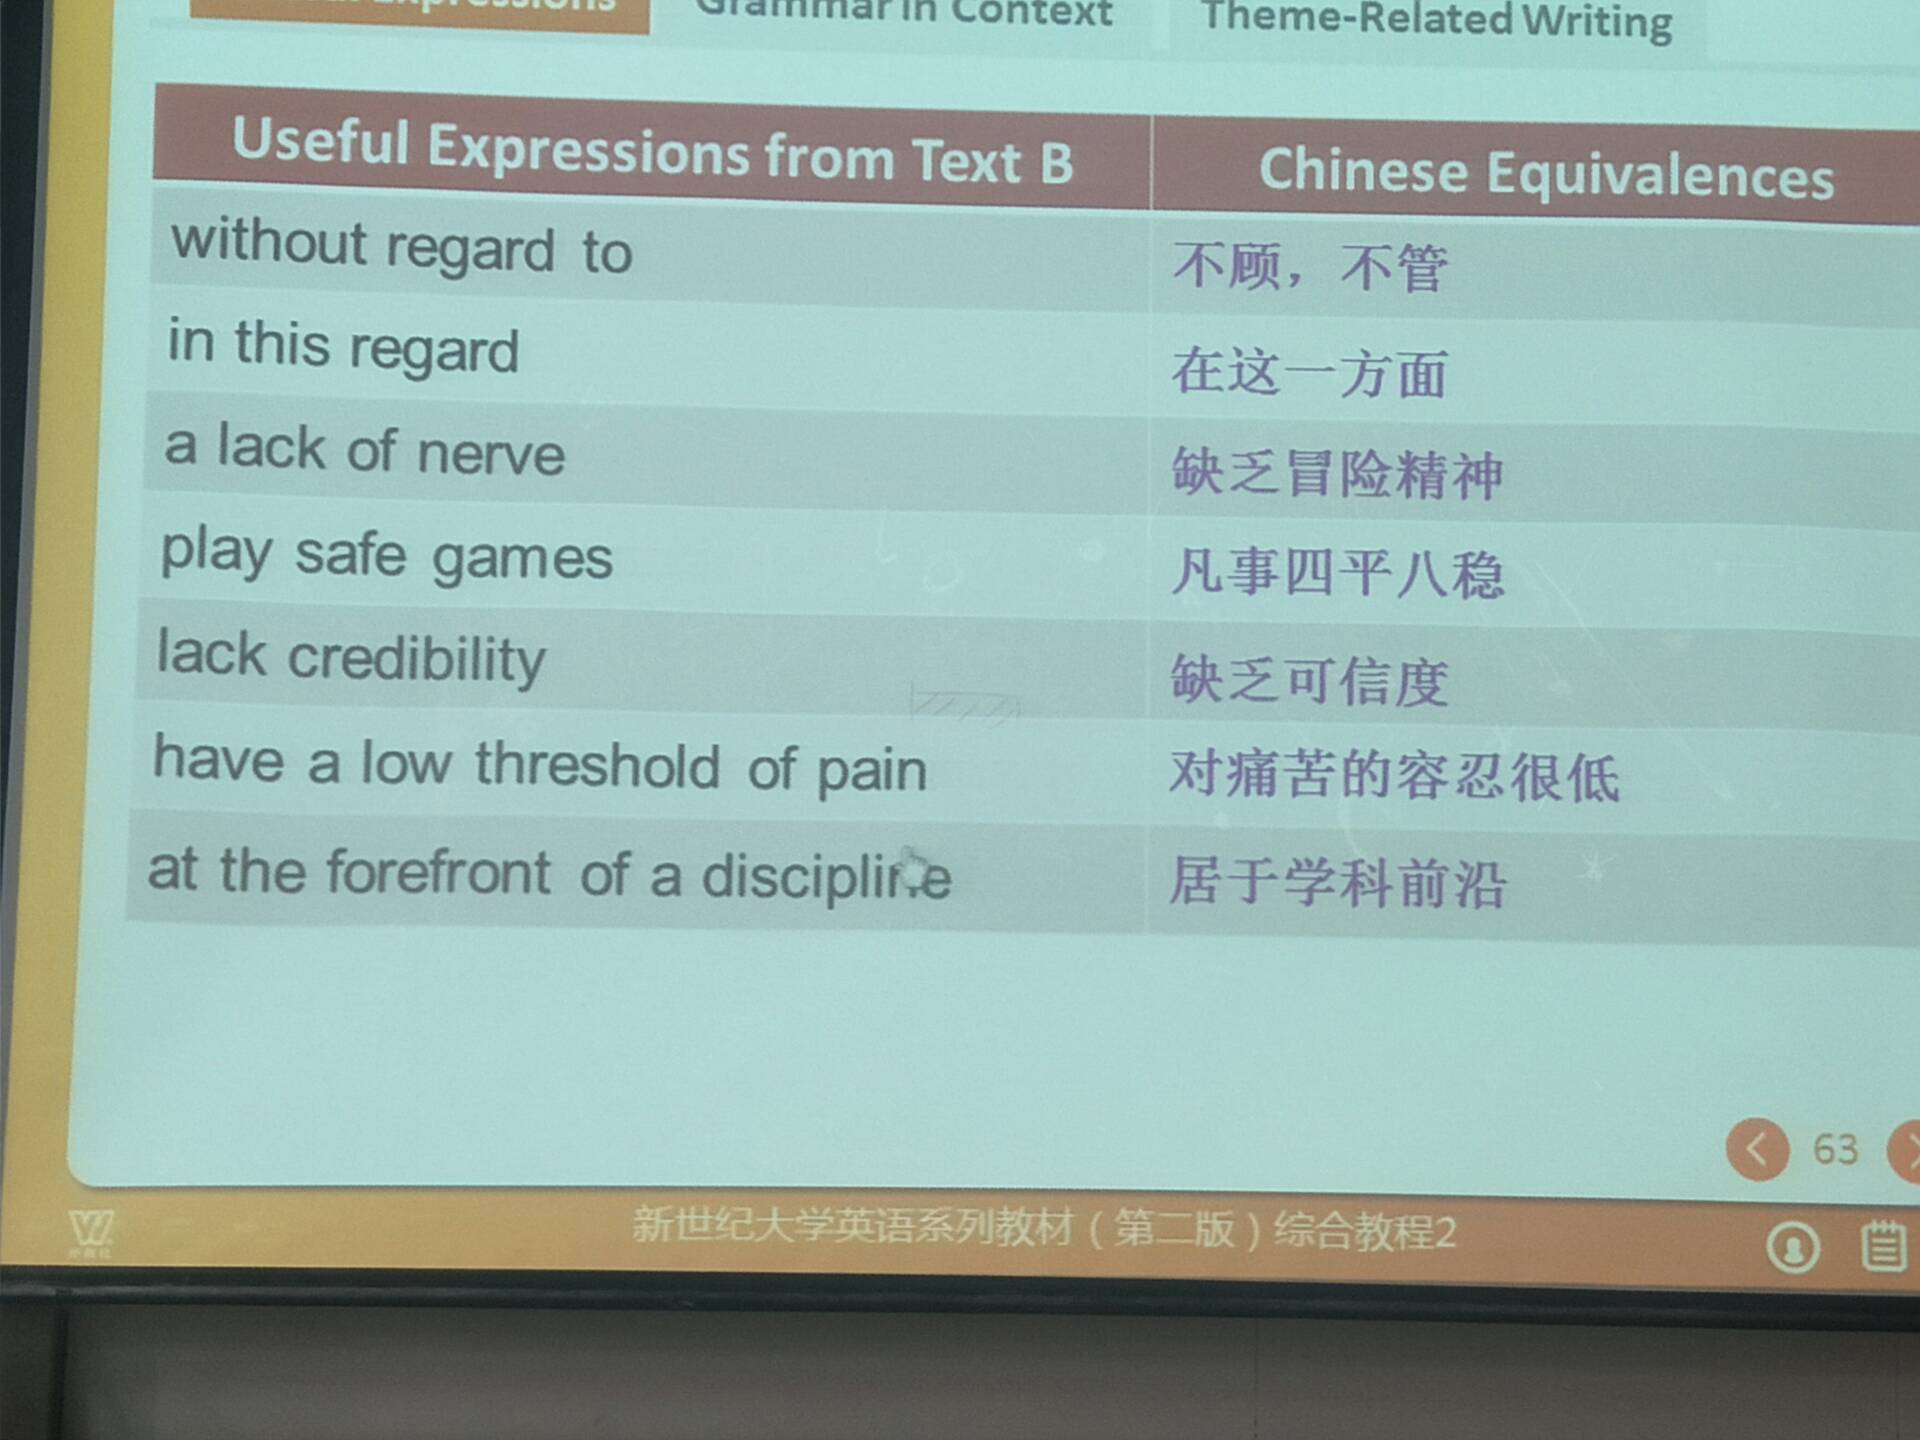 Expressions
Grammar in Context
Theme-Related Writing
Useful Expressions from Text B
Chinese Equivalences
without regard to
不顾，不管
in this regard
在这一方面
a lack of nerve
缺乏冒险精神
play safe games
凡事四平八稳
lack credibility
缺乏可信度
have a low threshold of pain
对痛苦的容忍很低
at the forefront of a discipline
居于学科前沿
63
新世纪大学英语系列教材（第二版）综合教程2